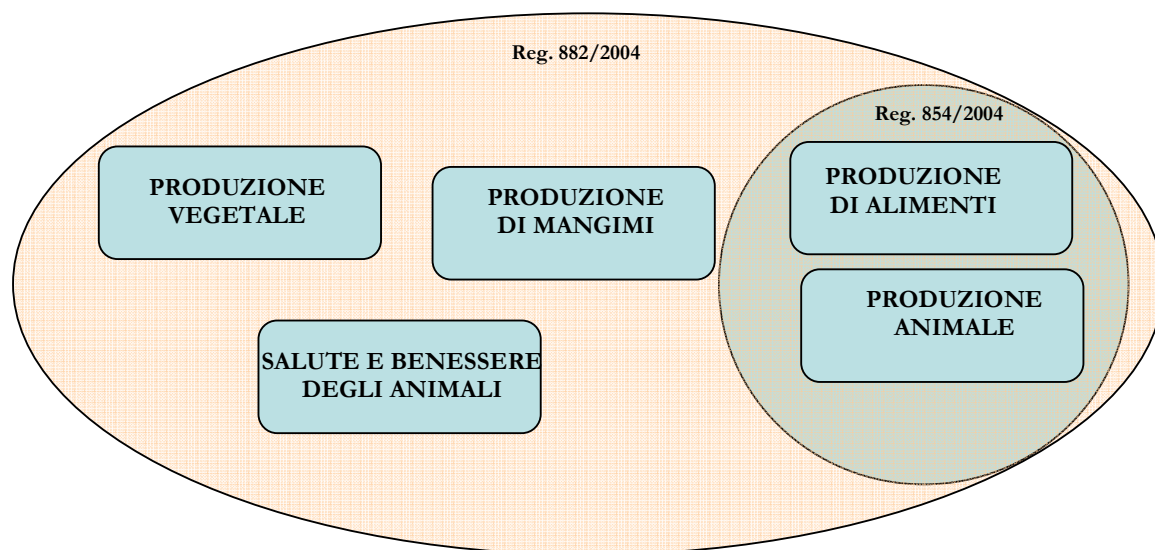 Reg. 882/2004
Reg. 854/2004
PRODUZIONE
VEGETALE
PRODUZIONE
DI MANGIMI
PRODUZIONE
DI ALIMENTI
PRODUZIONE
ANIMALE
SALUTE E BENESSERE
DEGLI ANIMALI